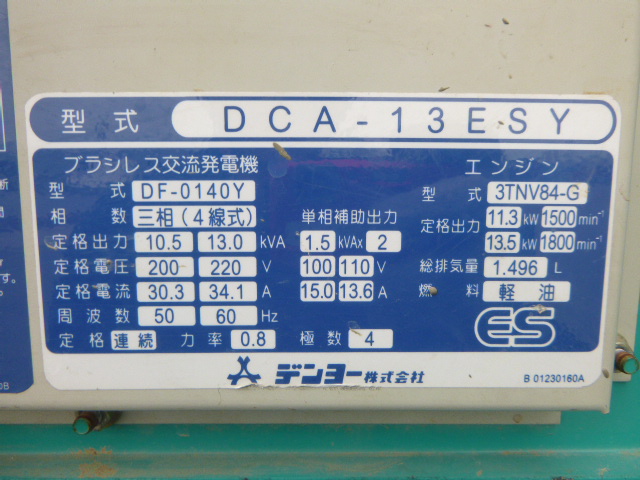 型式 DCA-13ESY
ブラシレス交流発電機
型式 DF-0140Y
相数 三相(4線式)
定格出力 10.5 13.0 kVA
定格電圧 200 220 V
定格電流 30.3 34.1 A
周波数 50 60 Hz
定格 連続 力率 0.8 極数 4
単相補助出力
1.5 kVAx 2
100 110 V
15.0 13.6 A
エンジン
型式 3TNV84-G
定格出力 11.3 kW 1500 min⁻¹
13.5 kW 1800 min⁻¹
総排気量 1.496 L
燃料 軽油
ES
デンヨー株式会社
B 01230160A
断
す。
0B